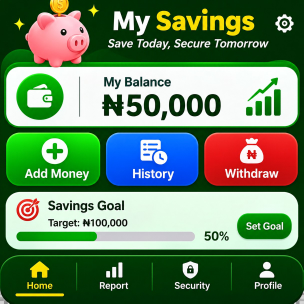 My Savings
Save Today, Secure Tomorrow
My Balance
₦50,000
Add Money
History
₦
Withdraw
Savings Goal
Target: ₦100,000
50%
Set Goal
Home
Report
Security
Profile